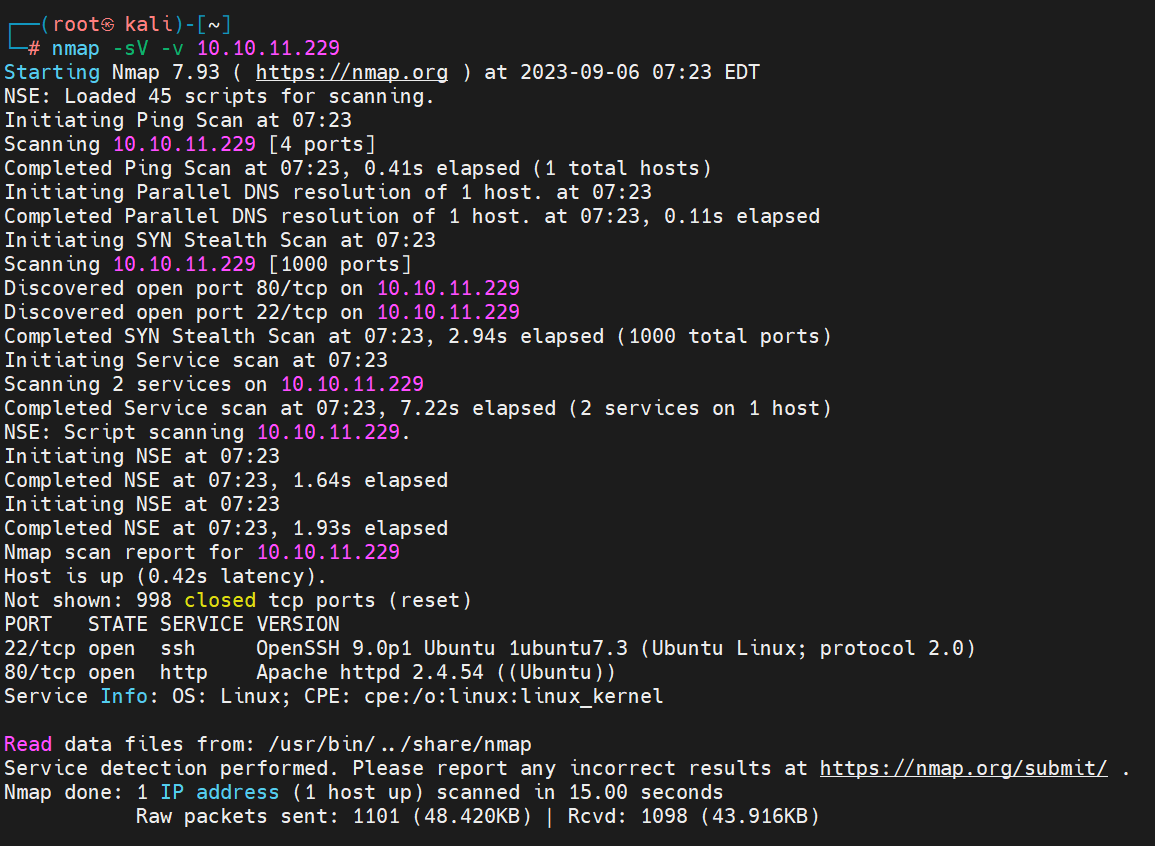 ┌──(root㉿ kali)-[~]
└─# nmap -sV -v 10.10.11.229
Starting Nmap 7.93 ( https://nmap.org ) at 2023-09-06 07:23 EDT
NSE: Loaded 45 scripts for scanning.
Initiating Ping Scan at 07:23
Scanning 10.10.11.229 [4 ports]
Completed Ping Scan at 07:23, 0.41s elapsed (1 total hosts)
Initiating Parallel DNS resolution of 1 host. at 07:23
Completed Parallel DNS resolution of 1 host. at 07:23, 0.11s elapsed
Initiating SYN Stealth Scan at 07:23
Scanning 10.10.11.229 [1000 ports]
Discovered open port 80/tcp on 10.10.11.229
Discovered open port 22/tcp on 10.10.11.229
Completed SYN Stealth Scan at 07:23, 2.94s elapsed (1000 total ports)
Initiating Service scan at 07:23
Scanning 2 services on 10.10.11.229
Completed Service scan at 07:23, 7.22s elapsed (2 services on 1 host)
NSE: Script scanning 10.10.11.229.
Initiating NSE at 07:23
Completed NSE at 07:23, 1.64s elapsed
Initiating NSE at 07:23
Completed NSE at 07:23, 1.93s elapsed
Nmap scan report for 10.10.11.229
Host is up (0.42s latency).
Not shown: 998 closed tcp ports (reset)
PORT   STATE SERVICE VERSION
22/tcp open  ssh     OpenSSH 9.0p1 Ubuntu 1ubuntu7.3 (Ubuntu Linux; protocol 2.0)
80/tcp open  http    Apache httpd 2.4.54 ((Ubuntu))
Service Info: OS: Linux; CPE: cpe:/o:linux:linux_kernel

Read data files from: /usr/bin/../share/nmap
Service detection performed. Please report any incorrect results at https://nmap.org/submit/ .
Nmap done: 1 IP address (1 host up) scanned in 15.00 seconds
           Raw packets sent: 1101 (48.420KB) | Rcvd: 1098 (43.916KB)